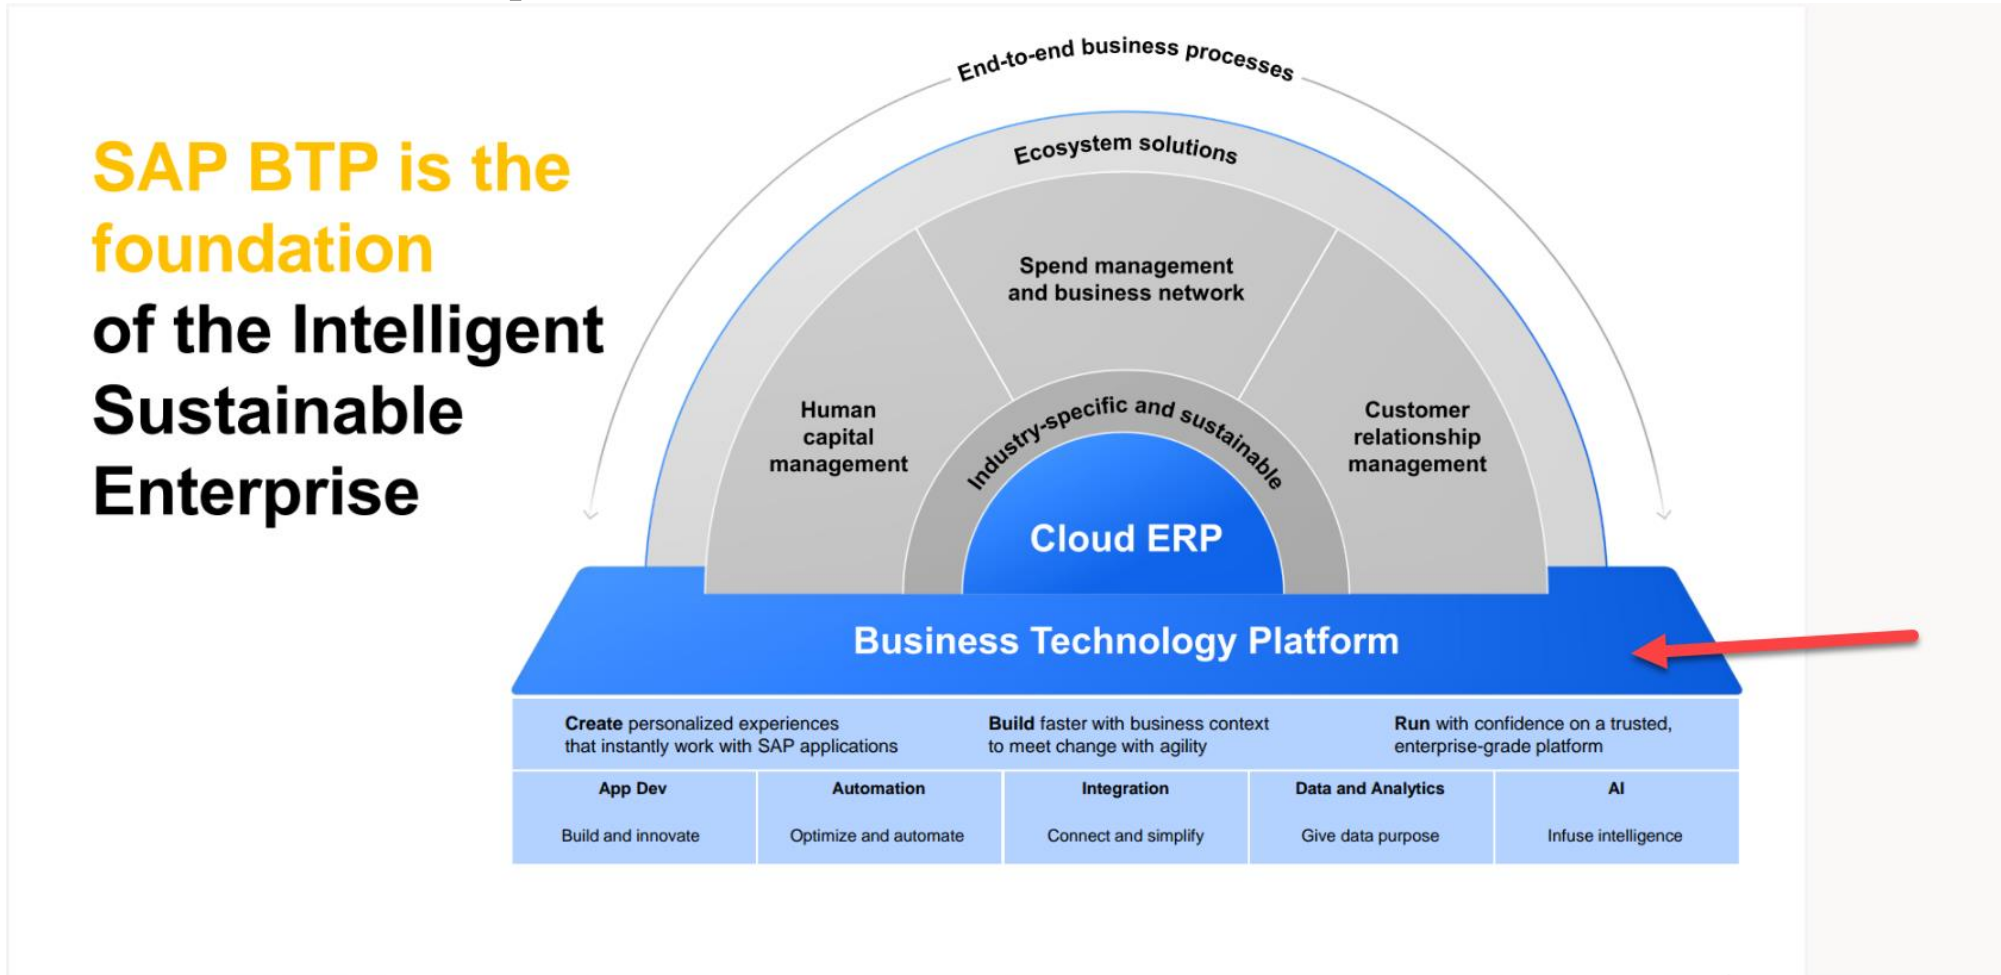 SAP BTP is the
foundation
of the Intelligent
Sustainable
Enterprise
End-to-end business processes
Ecosystem solutions
Spend management
and business network
Human
capital
management
Customer
relationship
management
Industry-specific and sustainable
Cloud ERP
Business Technology Platform
Create personalized experiences
that instantly work with SAP applications
Build faster with business context
to meet change with agility
Run with confidence on a trusted,
enterprise-grade platform
App Dev
Build and innovate
Automation
Optimize and automate
Integration
Connect and simplify
Data and Analytics
Give data purpose
AI
Infuse intelligence